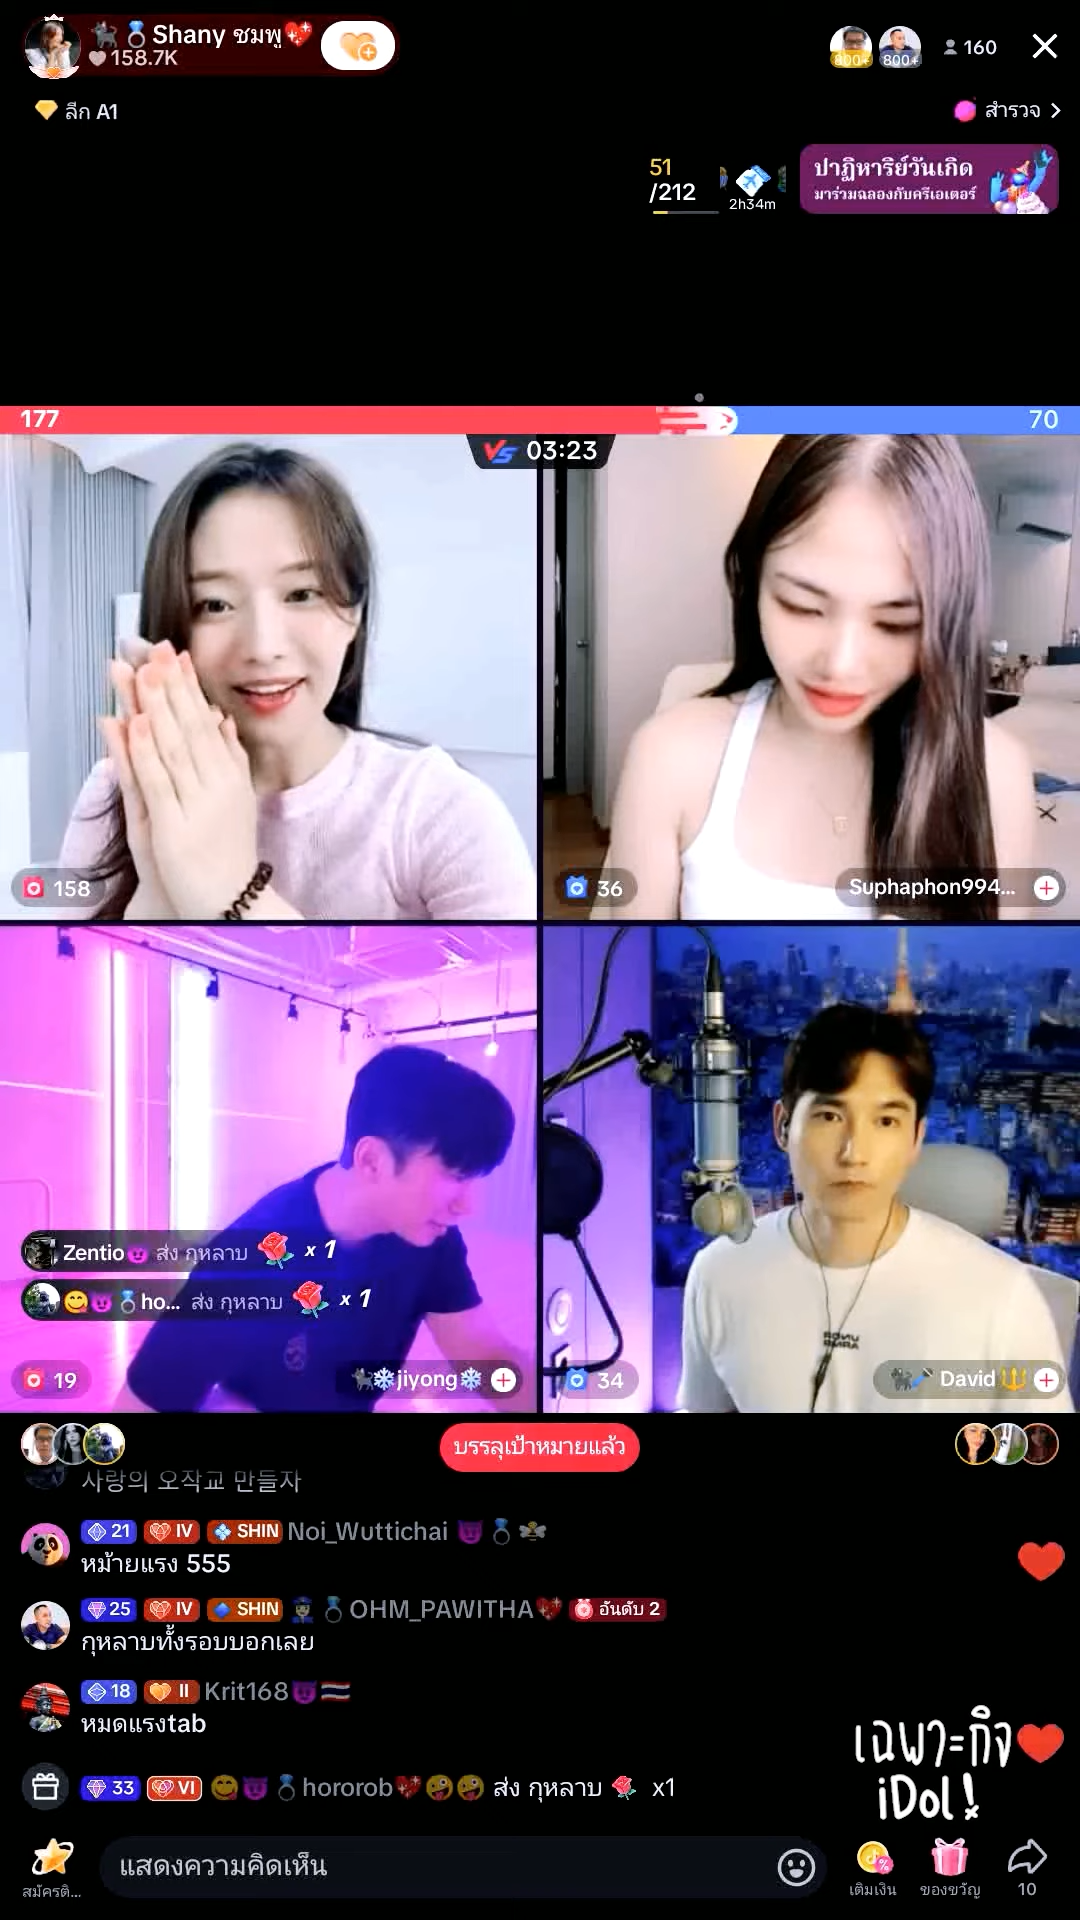 🐈‍⬛💍Shany ชมพู💖
158.7K
800+
800+
160
ลีก A1
สำรวจ
51
/212
2h34m
ปาฏิหาริย์วันเกิด
มาร่วมฉลองกับครีเอเตอร์
177
VS 03:23
70
158
36
Suphaphon994...
Zentio😈 ส่ง กุหลาบ 🌹 x 1
😋😈💍ho... ส่ง กุหลาบ 🌹 x 1
19
🐈‍⬛❄️jiyong❄️
34
🐈‍⬛🎤David🔱
บรรลุเป้าหมายแล้ว
사랑의 오작교 만들자
21 IV SHIN Noi_Wuttichai 😈💍🐝
หม้ายแรง 555
25 IV SHIN 👮💍OHM_PAWITHA💖 อันดับ 2
กุหลาบทั้งรอบบอกเลย
18 II Krit168😈🇹🇭
หมดแรงtab
33 VI 😋😈💍hororob💖🤪🤪 ส่ง กุหลาบ 🌹 x1
เฉพาะกิจ
iDol!
สมัครติ...
แสดงความคิดเห็น
เติมเงิน
ของขวัญ
10